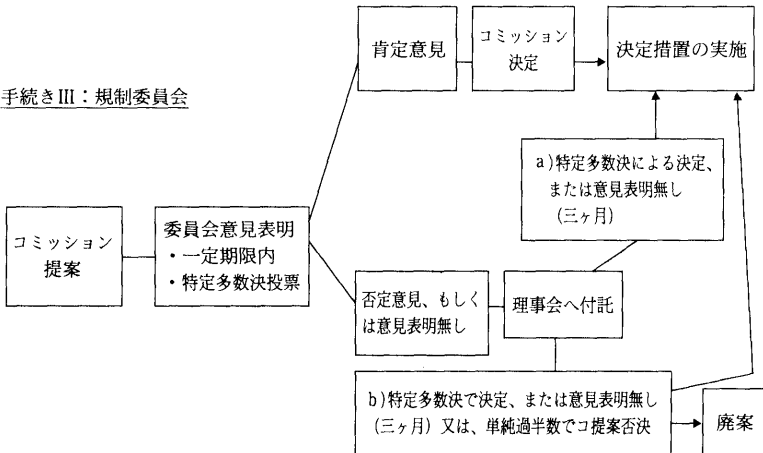 手続きIII：規制委員会
コミッション
提案
委員会意見表明
・一定期限内
・特定多数決投票
肯定意見
コミッション
決定
決定措置の実施
否定意見、もしく
は意見表明無し
理事会へ付託
a)特定多数決による決定、
または意見表明無し
（三ヶ月）
b)特定多数決で決定、または意見表明無し
（三ヶ月）又は、単純過半数でコ提案否決
廃案